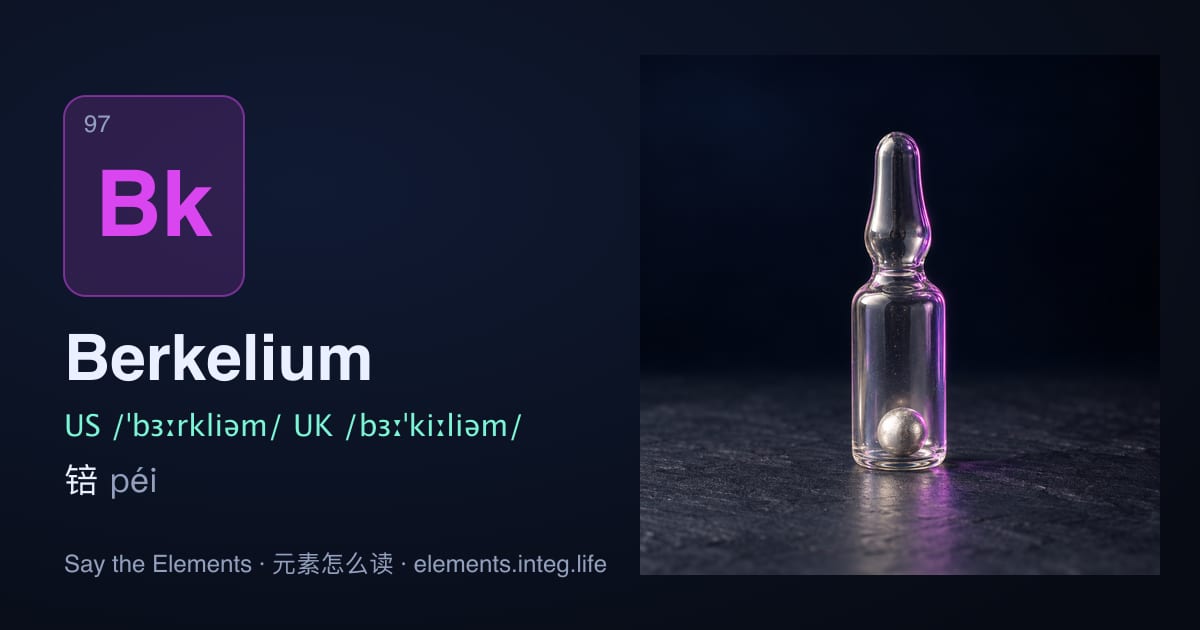 97
Bk
Berkelium
US /ˈbɜːrkliəm/ UK /bɜːˈkiːliəm/
锫 péi
Say the Elements · 元素怎么读 · elements.integ.life